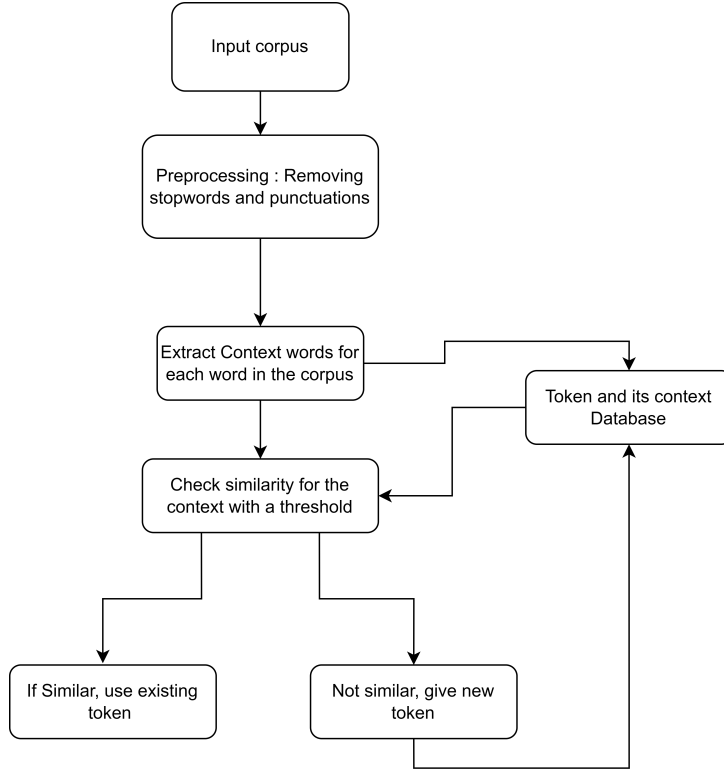 Input corpus
Preprocessing : Removing
stopwords and punctuations
Extract Context words for
each word in the corpus
Token and its context
Database
Check similarity for the
context with a threshold
If Similar, use existing
token
Not similar, give new
token